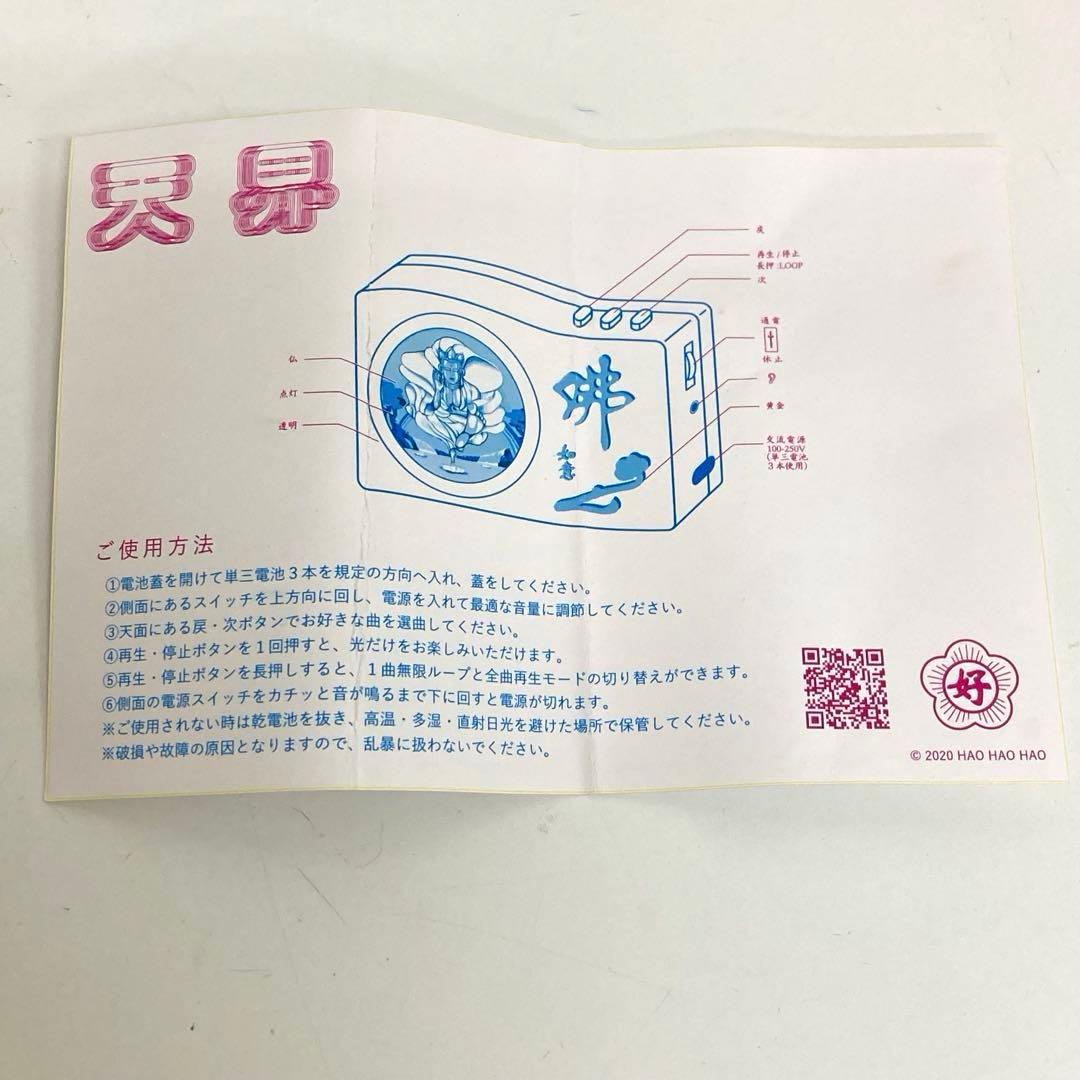 天昇
戻
再生/停止
長押:LOOP
次
通電
休止
仏
点灯
透明
黄金
交流電源
100-250V
(単三電池
3本使用)
佛
如意
ご使用方法
①電池蓋を開けて単三電池3本を規定の方向へ入れ、蓋をしてください。
②側面にあるスイッチを上方向に回し、電源を入れて最適な音量に調節してください。
③天面にある戻・次ボタンでお好きな曲を選曲してください。
④再生・停止ボタンを1回押すと、光だけをお楽しみいただけます。
⑤再生・停止ボタンを長押しすると、1曲無限ループと全曲再生モードの切り替えができます。
⑥側面の電源スイッチをカチッと音が鳴るまで下に回すと電源が切れます。
※ご使用されない時は乾電池を抜き、高温・多湿・直射日光を避けた場所で保管してください。
※破損や故障の原因となりますので、乱暴に扱わないでください。
好
© 2020 HAO HAO HAO